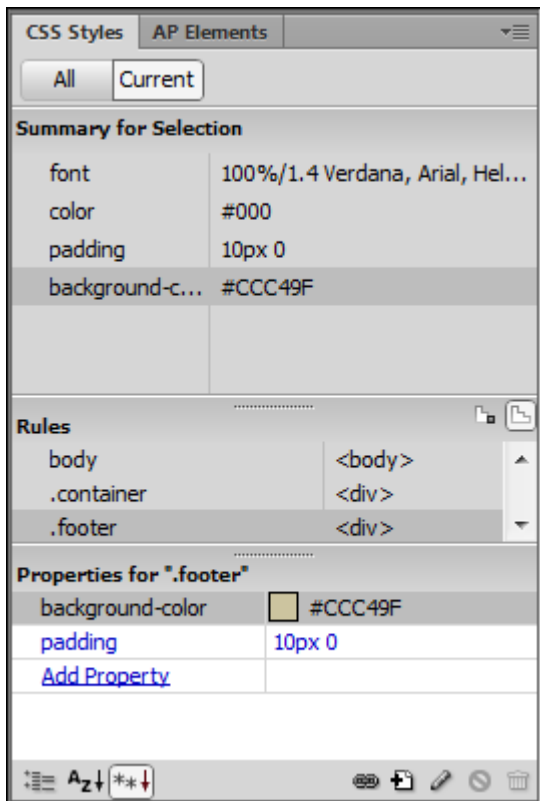 CSS Styles AP Elements
All Current
Summary for Selection
font 100%/1.4 Verdana, Arial, Hel...
color #000
padding 10px 0
background-c... #CCC49F
Rules
body <body>
.container <div>
.footer <div>
Properties for ".footer"
background-color #CCC49F
padding 10px 0
Add Property
Az **